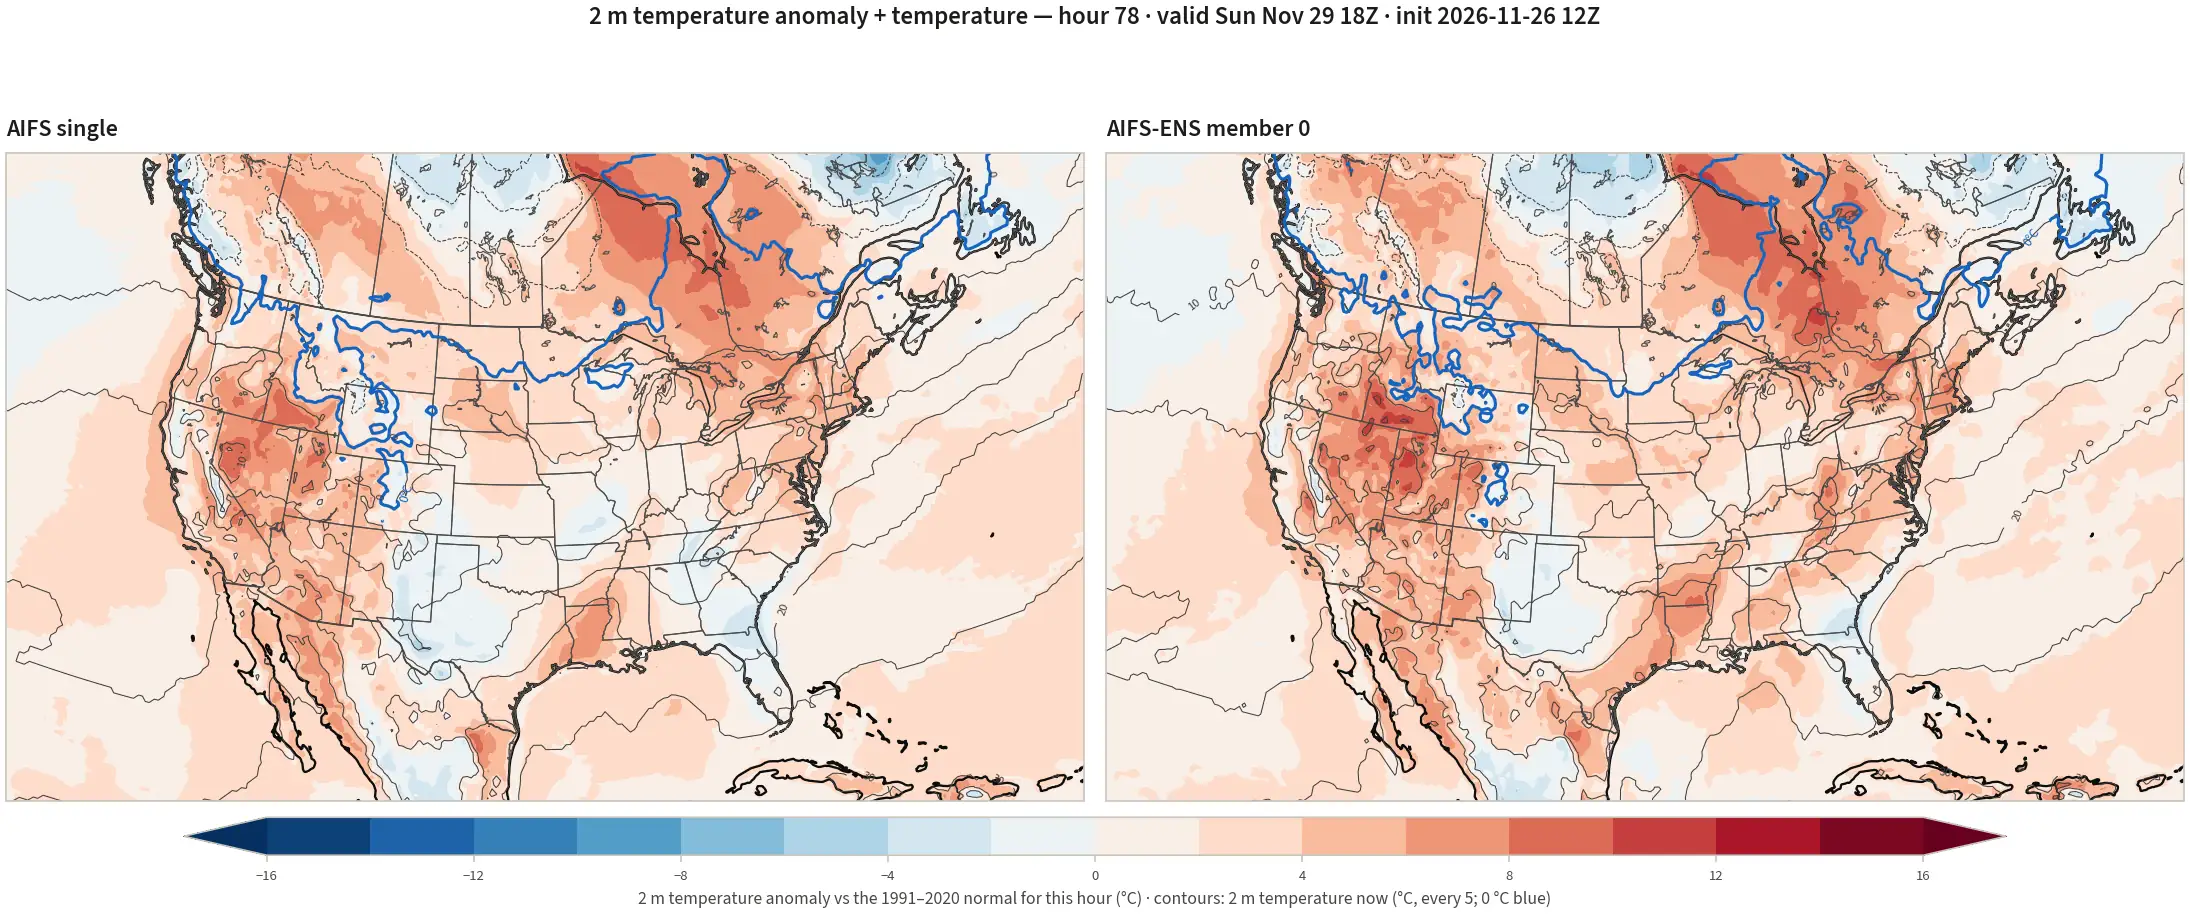 2 m temperature anomaly + temperature — hour 78 · valid Sun Nov 29 18Z · init 2026-11-26 12Z
AIFS single
AIFS-ENS member 0
−16 −12 −8 −4 0 4 8 12 16
2 m temperature anomaly vs the 1991–2020 normal for this hour (°C) · contours: 2 m temperature now (°C, every 5; 0 °C blue)